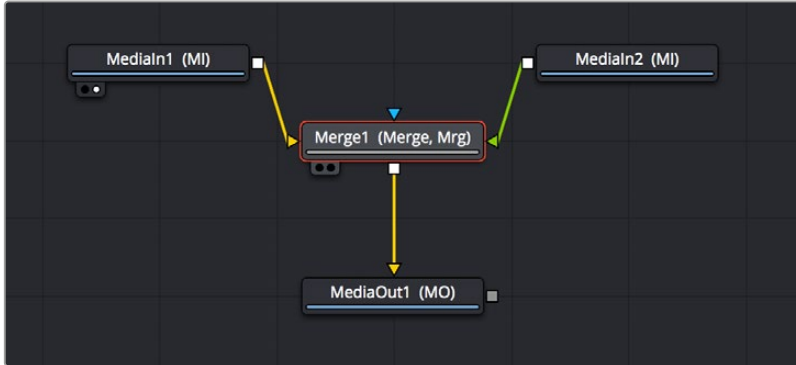 MediaIn1 (MI)
MediaIn2 (MI)
Merge1 (Merge, Mrg)
MediaOut1 (MO)